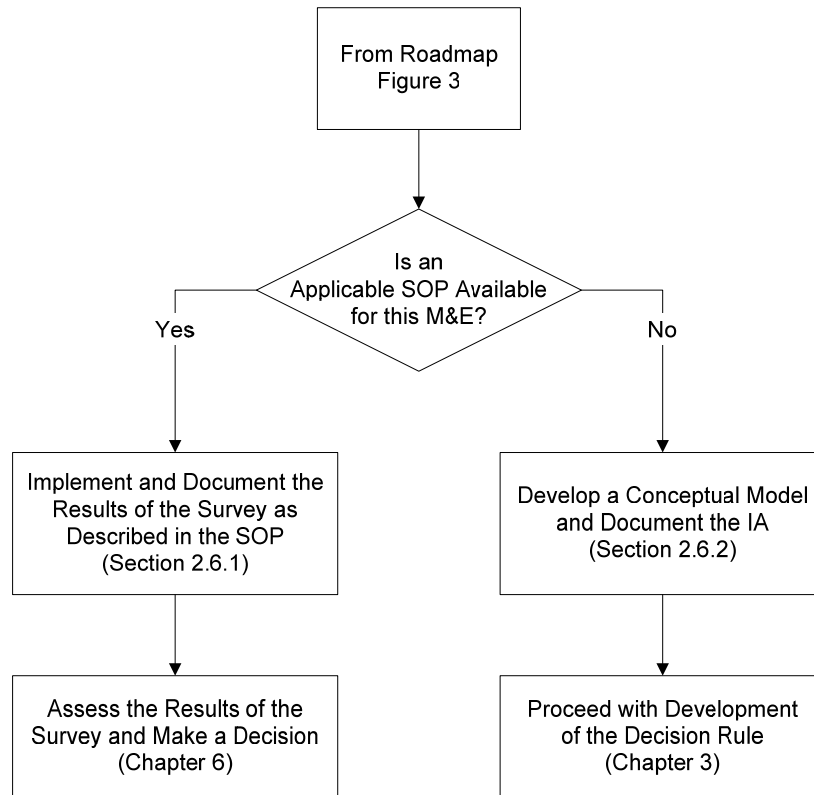 From Roadmap
Figure 3
Is an
Applicable SOP Available
for this M&E?
Yes
No
Implement and Document the
Results of the Survey as
Described in the SOP
(Section 2.6.1)
Develop a Conceptual Model
and Document the IA
(Section 2.6.2)
Assess the Results of the
Survey and Make a Decision
(Chapter 6)
Proceed with Development
of the Decision Rule
(Chapter 3)